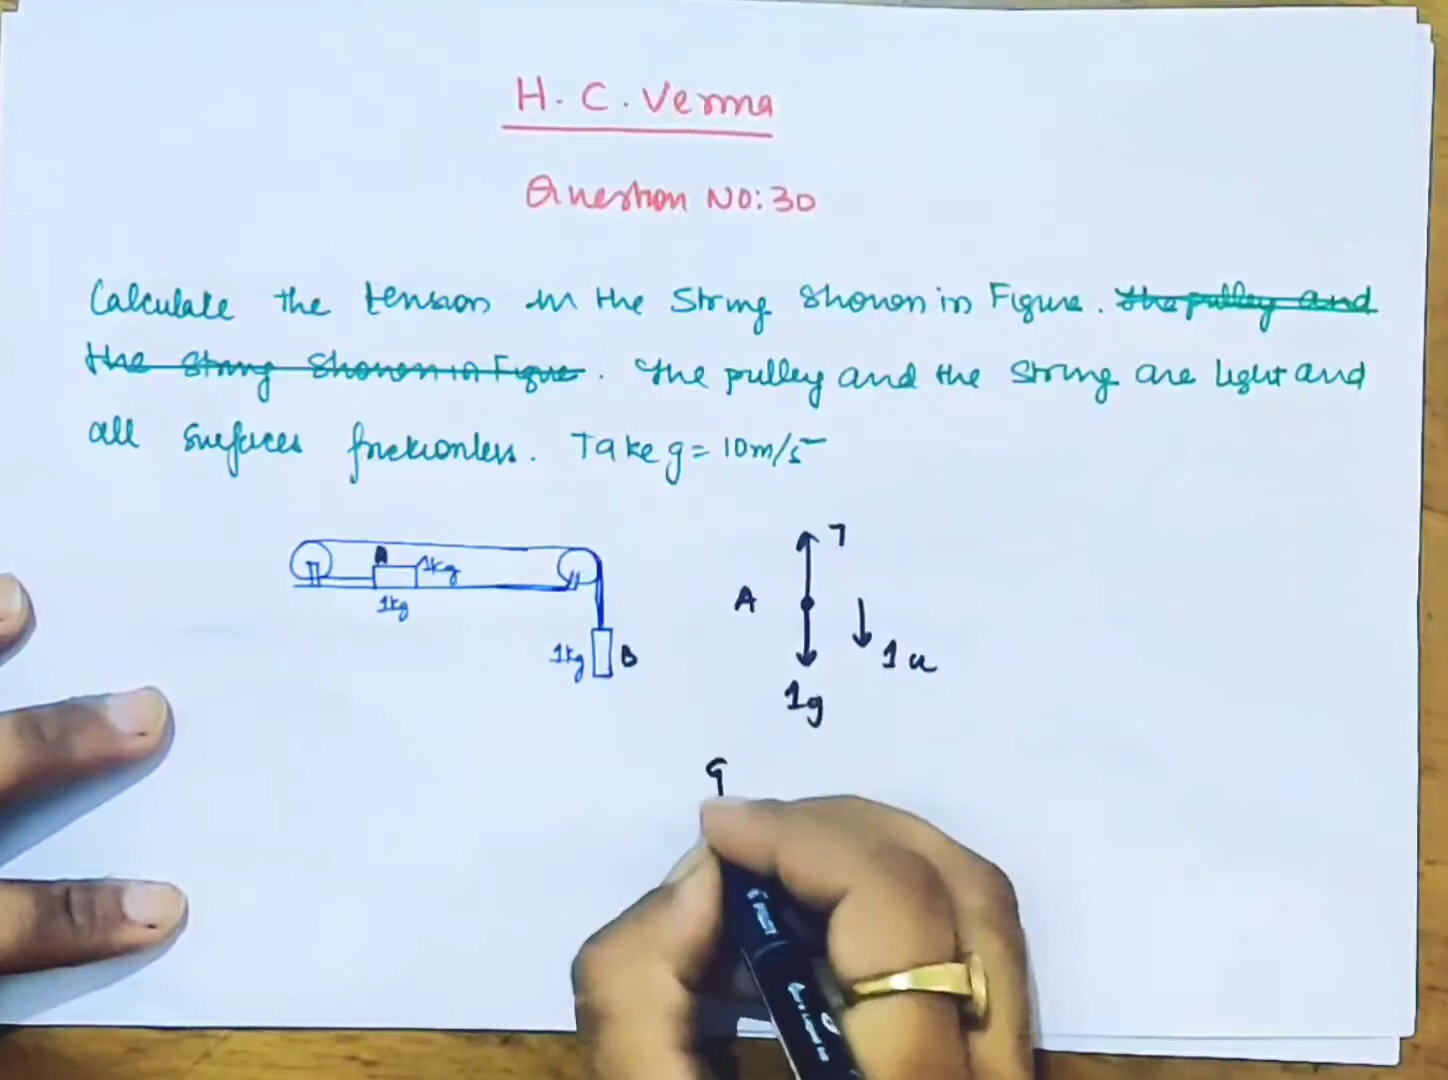 H. C. Verma
Question NO: 30
Calculate the tension in the string shown in Figure. the pulley and
the string shown in Figure. The pulley and the string are light and
all surfaces frictionless. Take g = 10m/s²
A
1kg
1kg
1kg
B
T
A
1a
1g
g
PILOT